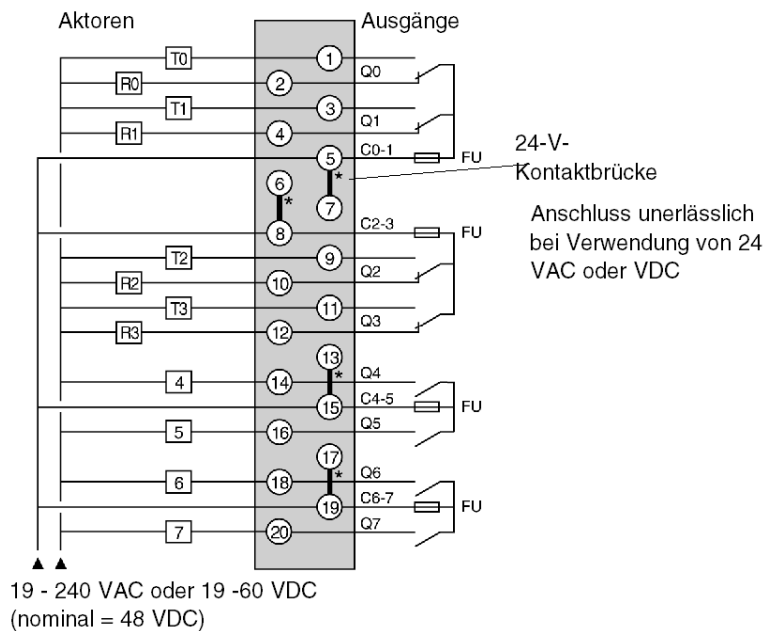 Aktoren Ausgänge
T0 1
R0 2 Q0
T1 3
R1 4 Q1
5 C0-1 FU
24-V-
Kontaktbrücke
6 *
* 7
8 C2-3 FU
Anschluss unerlässlich
bei Verwendung von 24
VAC oder VDC
T2 9
R2 10 Q2
T3 11
R3 12 Q3
13
4 14 * Q4
15 C4-5 FU
5 16 Q5
17
6 18 * Q6
19 C6-7 FU
7 20 Q7
19 - 240 VAC oder 19 -60 VDC
(nominal = 48 VDC)